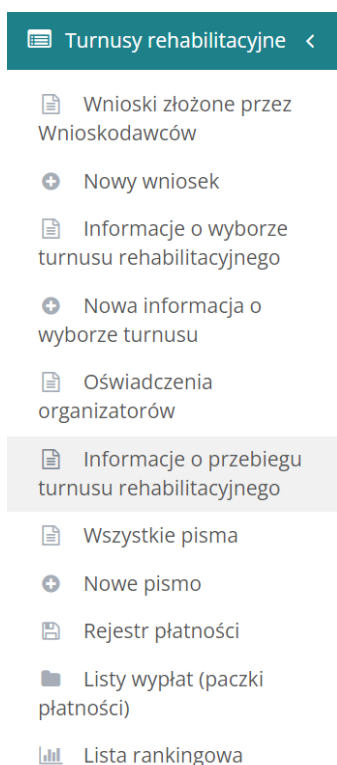 Turnusy rehabilitacyjne
Wnioski złożone przez
Wnioskodawców
Nowy wniosek
Informacje o wyborze
turnusu rehabilitacyjnego
Nowa informacja o
wyborze turnusu
Oświadczenia
organizatorów
Informacje o przebiegu
turnusu rehabilitacyjnego
Wszystkie pisma
Nowe pismo
Rejestr płatności
Listy wypłat (paczki
płatności)
Lista rankingowa